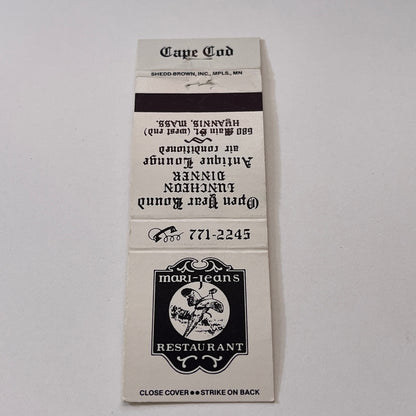 Cape Cod
SHEDD-BROWN, INC., MPLS., MN
Open Year Round
LUNCHEON
DINNER
Antique Lounge
air conditioned
680 Main St. (west end)
HYANNIS, MASS.
771-2245
MARI-JEAN'S
RESTAURANT
CLOSE COVER ●● STRIKE ON BACK